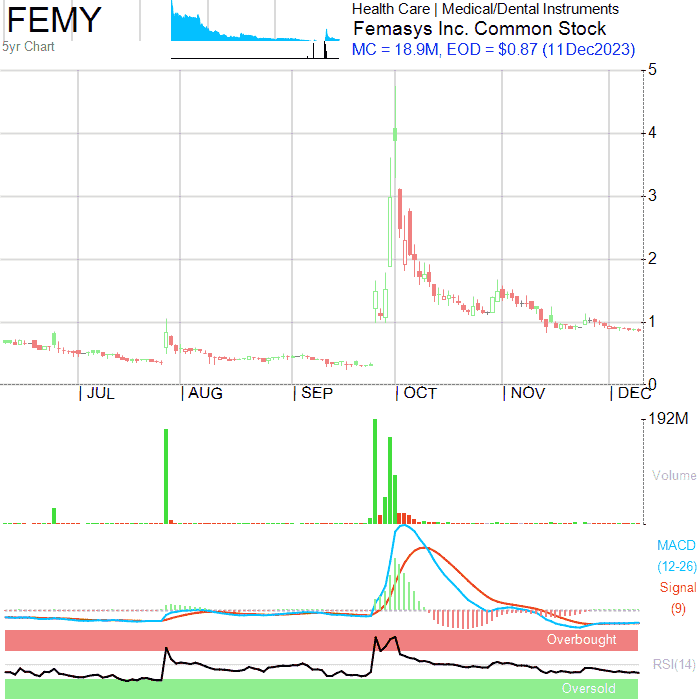 FEMY
5yr Chart
Health Care | Medical/Dental Instruments
Femasys Inc. Common Stock
MC = 18.9M, EOD = $0.87 (11Dec2023)
5
4
3
2
1
0
| JUL | AUG | SEP | OCT | NOV | DEC
192M
Volume
MACD
(12-26)
Signal
(9)
Overbought
RSI(14)
Oversold